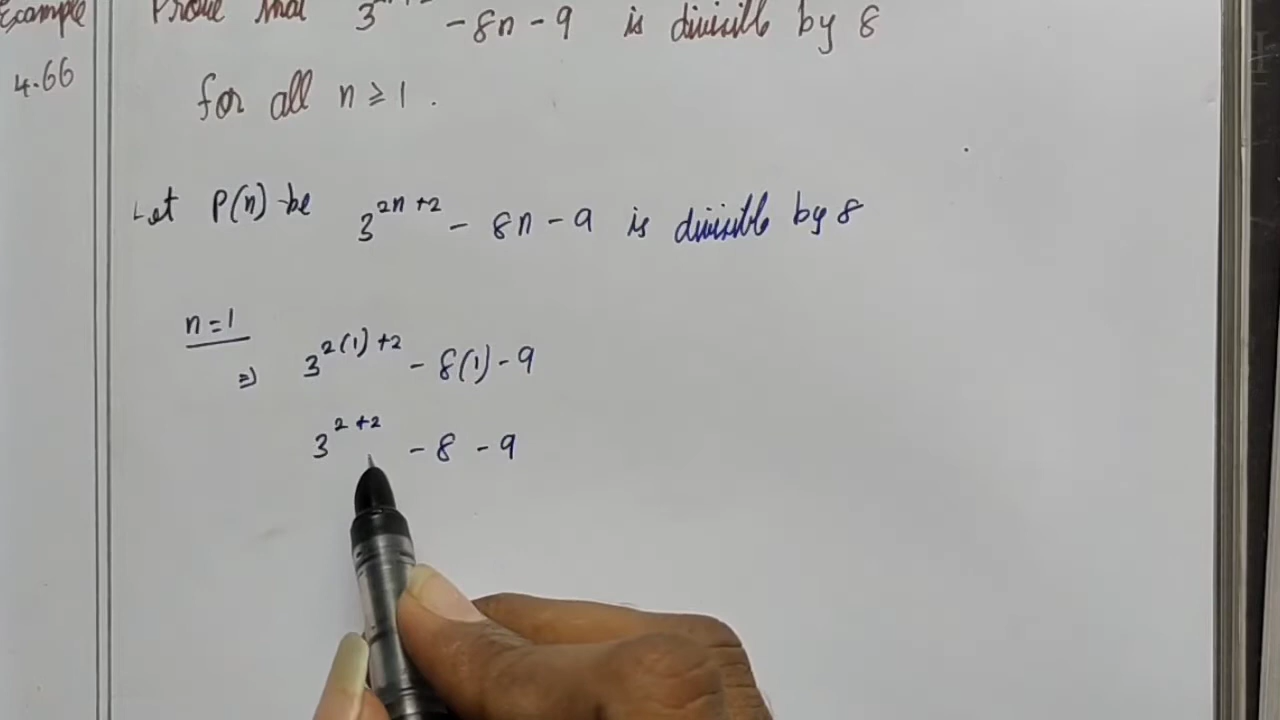 Example Prove that 3 - 8n - 9 is divisible by 8
4.66
for all n ≥ 1 .
Let P(n) be 3^{2n+2} - 8n - 9 is divisible by 8
n = 1
⇒ 3^{2(1)+2} - 8(1) - 9
3^{2+2} - 8 - 9